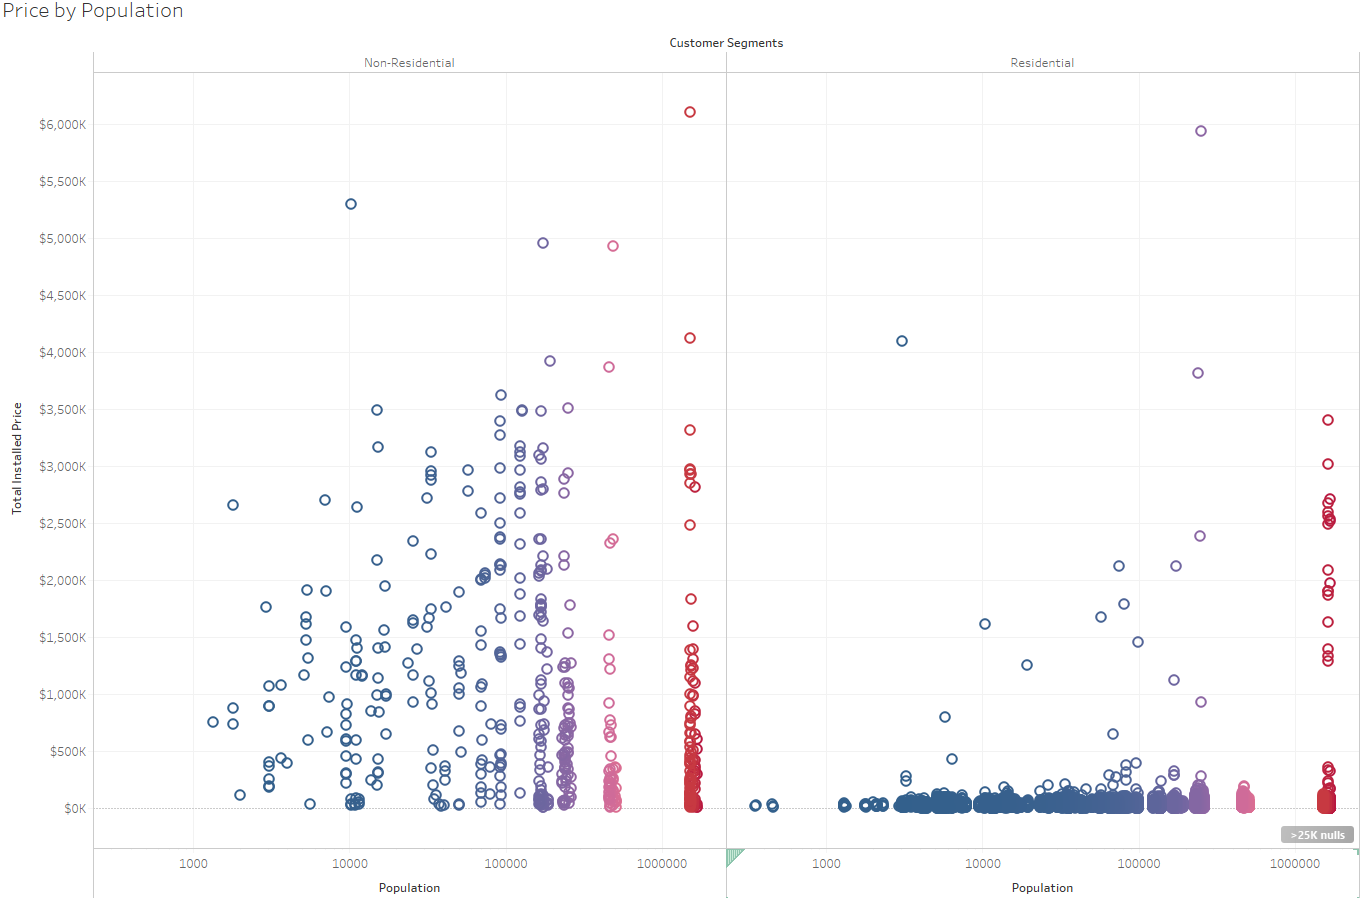 Price by Population
Customer Segments
Non-Residential
Residential
Total Installed Price
$6,000K
$5,500K
$5,000K
$4,500K
$4,000K
$3,500K
$3,000K
$2,500K
$2,000K
$1,500K
$1,000K
$500K
$0K
>25K nulls
1000 10000 100000 1000000
1000 10000 100000 1000000
Population
Population